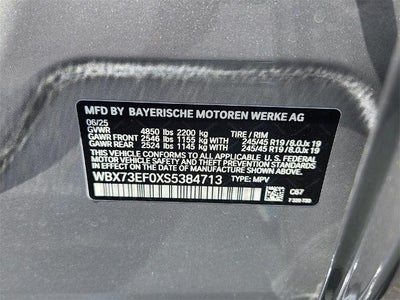 MFD BY BAYERISCHE MOTOREN WERKE AG
06/25
GVWR 4850 lbs 2200 kg TIRE / RIM
GAWR FRONT 2546 lbs 1155 kg 245/45 R19 / 8.0Jx 19
GAWR REAR 2524 lbs 1145 kg 245/45 R19 / 8.0Jx 19
THIS VEHICLE CONFORMS TO ALL APPLICABLE
FEDERAL MOTOR VEHICLE SAFETY, BUMPER
AND THEFT PREVENTION STANDARDS IN EFFECT
ON THE DATE OF MANUFACTURE SHOWN ABOVE.
WBX73EF0XS5384713 TYPE: MPV
C67